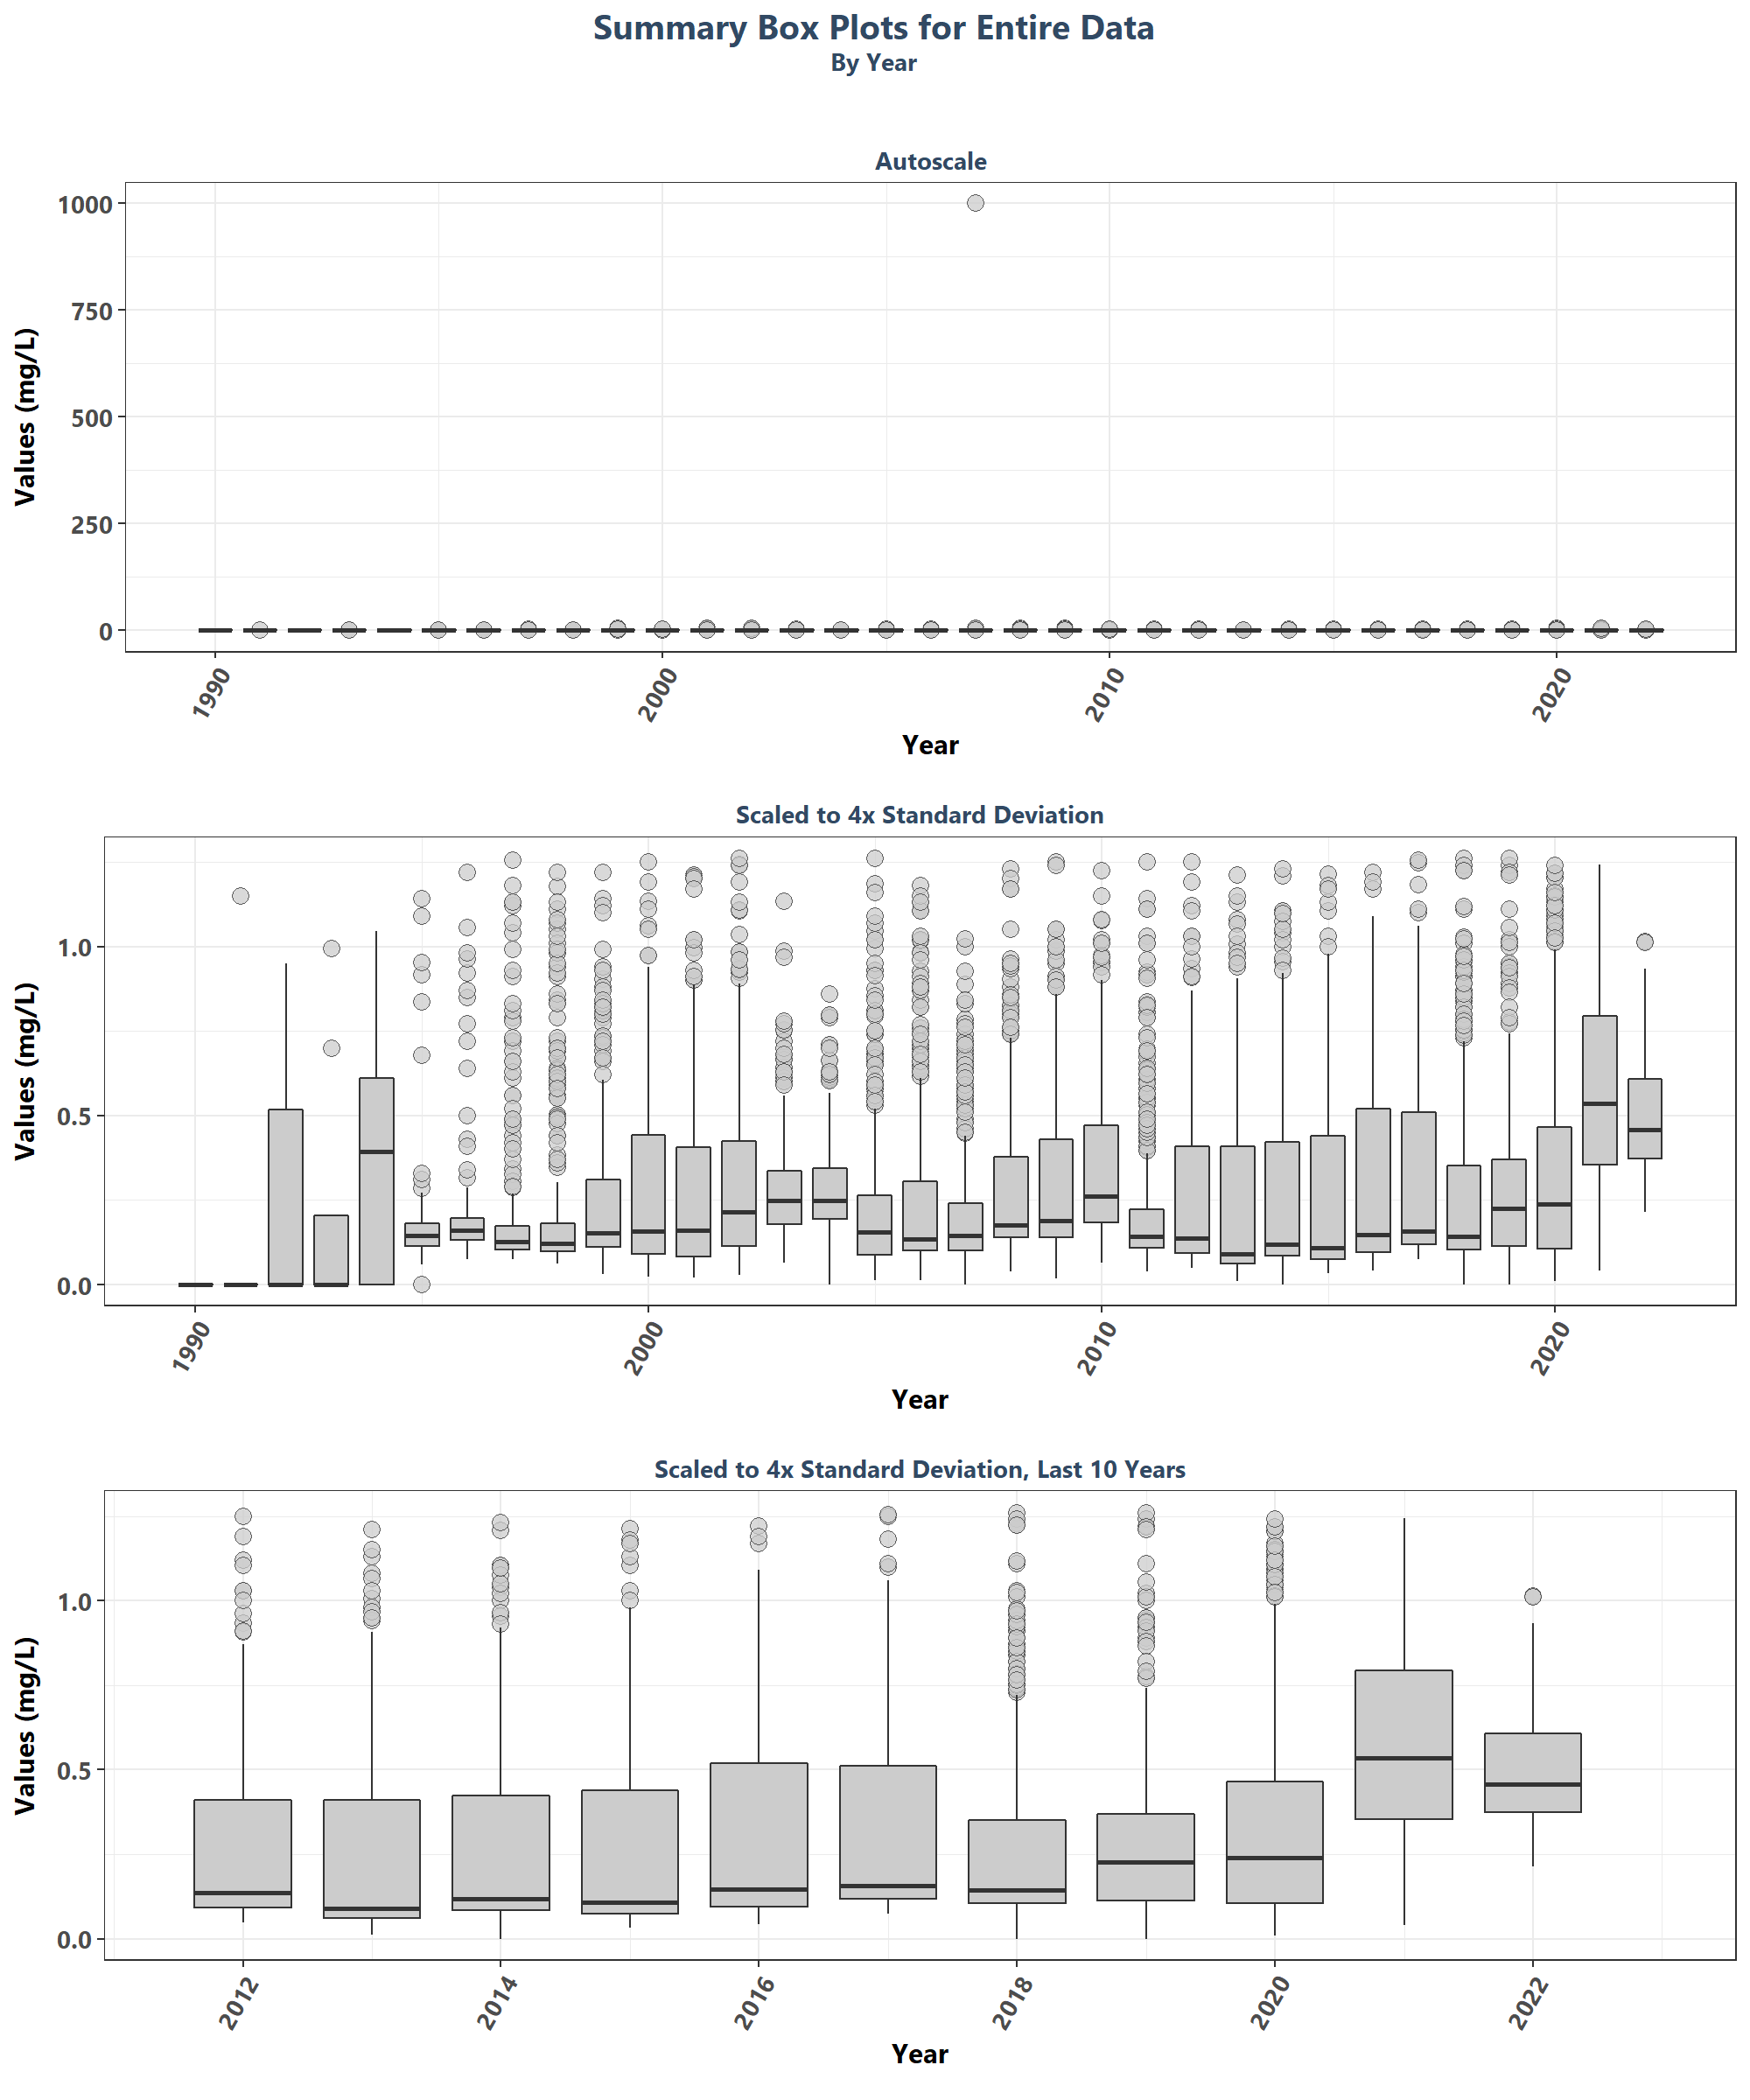 Summary Box Plots for Entire Data
By Year
Autoscale
Values (mg/L)
1000
750
500
250
0
1990
2000
2010
2020
Year
Scaled to 4x Standard Deviation
Values (mg/L)
1.0
0.5
0.0
1990
2000
2010
2020
Year
Scaled to 4x Standard Deviation, Last 10 Years
Values (mg/L)
1.0
0.5
0.0
2012
2014
2016
2018
2020
2022
Year